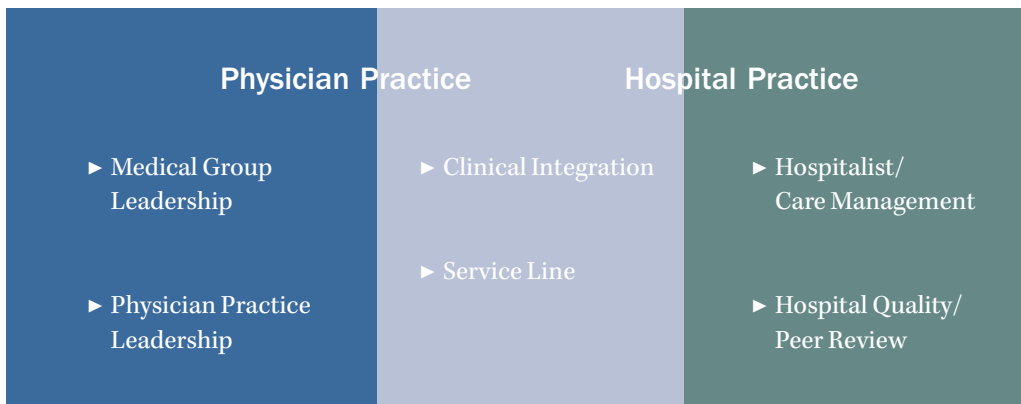 Physician Practice
Hospital Practice
► Medical Group
Leadership
► Physician Practice
Leadership
► Clinical Integration
► Service Line
► Hospitalist/
Care Management
► Hospital Quality/
Peer Review